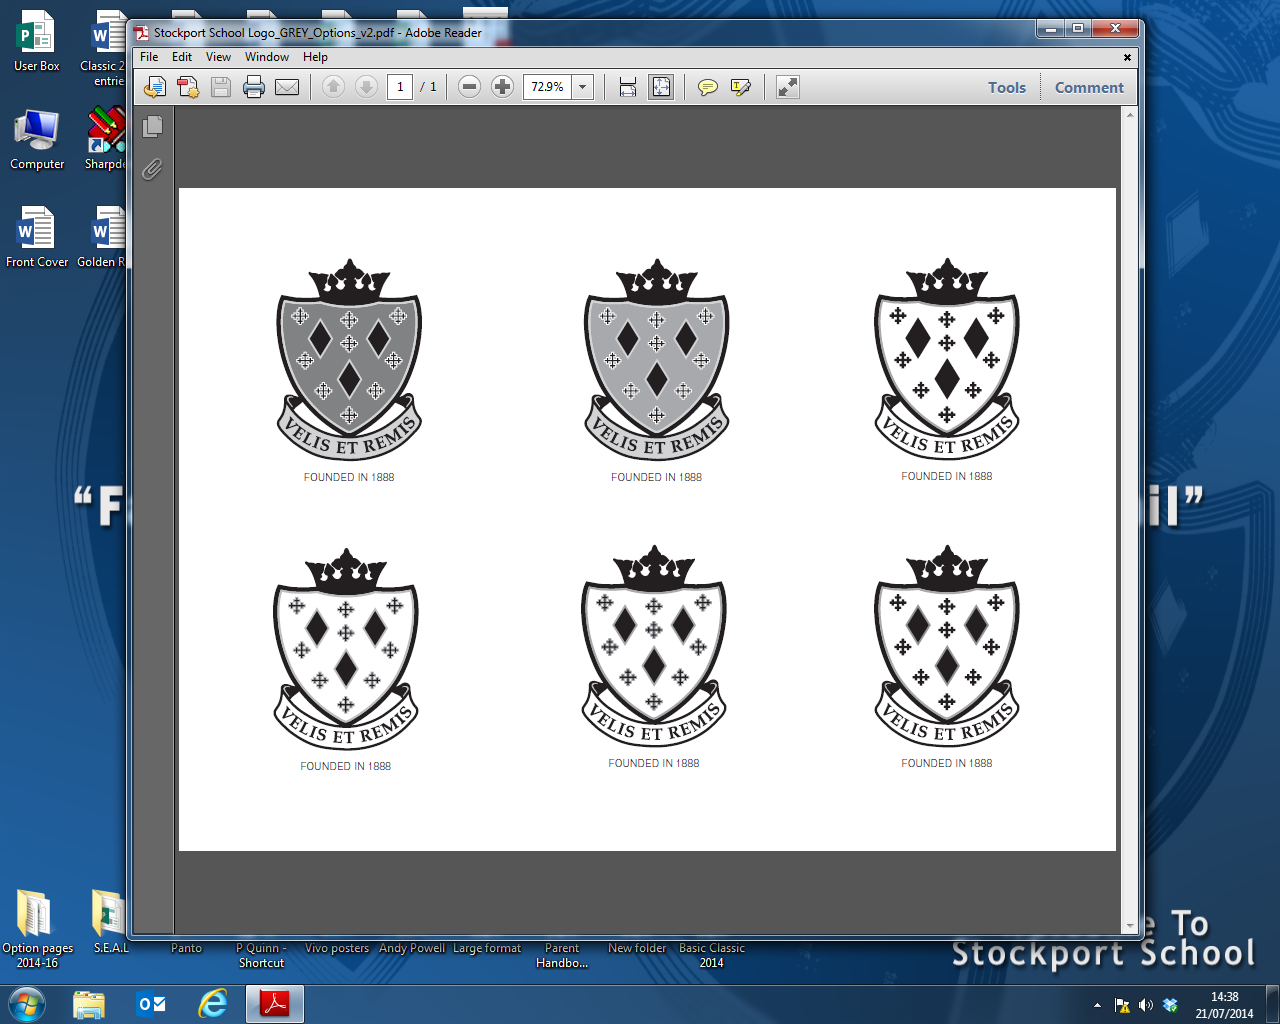 Stockport School Logo_GREY_Options_v2.pdf - Adobe Reader
File Edit View Window Help
1 / 1 72.9% Tools Comment
User Box
Classic 2
entrie
Computer
Sharpde
Front Cover
Golden R
VELIS ET REMIS
FOUNDED IN 1888
VELIS ET REMIS
FOUNDED IN 1888
VELIS ET REMIS
FOUNDED IN 1888
“F
il”
VELIS ET REMIS
FOUNDED IN 1888
VELIS ET REMIS
FOUNDED IN 1888
VELIS ET REMIS
FOUNDED IN 1888
Option pages
2014-16
S.E.A.L
Panto
P Quinn -
Shortcut
Vivo posters
Andy Powell
Large format
Parent
Handbo...
New folder
Basic Classic
2014
To
Stockport School
14:38
21/07/2014